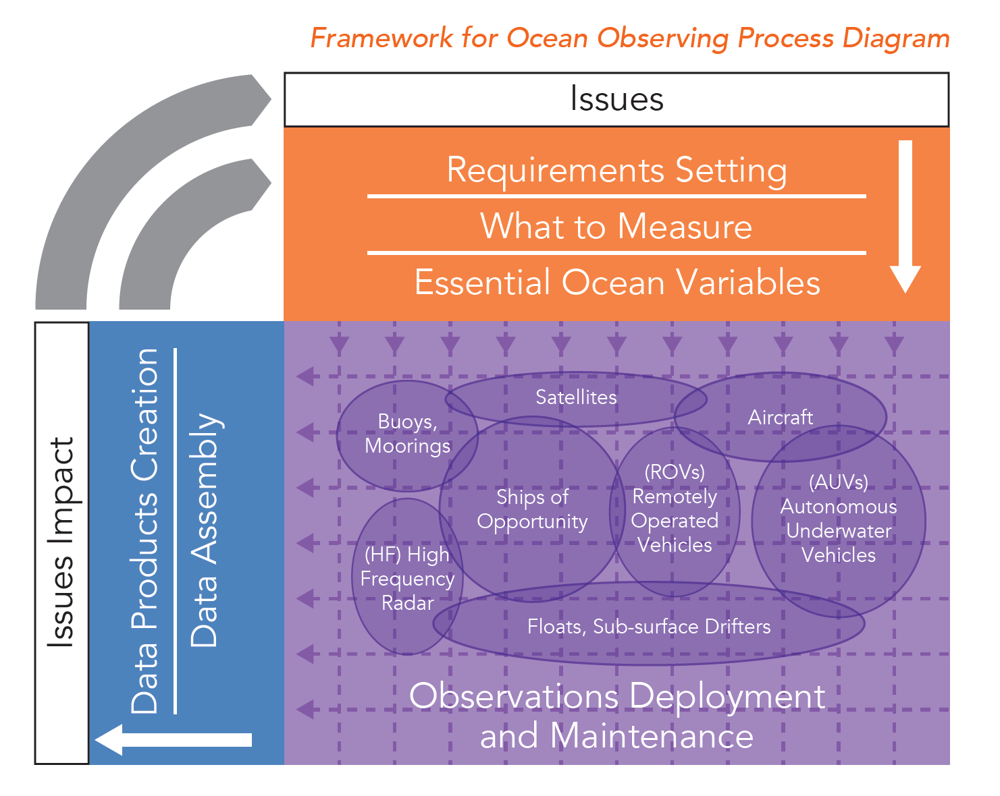 Framework for Ocean Observing Process Diagram
Issues
Requirements Setting
What to Measure
Essential Ocean Variables
Issues Impact
Data Products Creation
Data Assembly
Satellites
Buoys,
Moorings
Aircraft
Ships of
Opportunity
(ROVs)
Remotely
Operated
Vehicles
(AUVs)
Autonomous
Underwater
Vehicles
(HF) High
Frequency
Radar
Floats, Sub-surface Drifters
Observations Deployment
and Maintenance